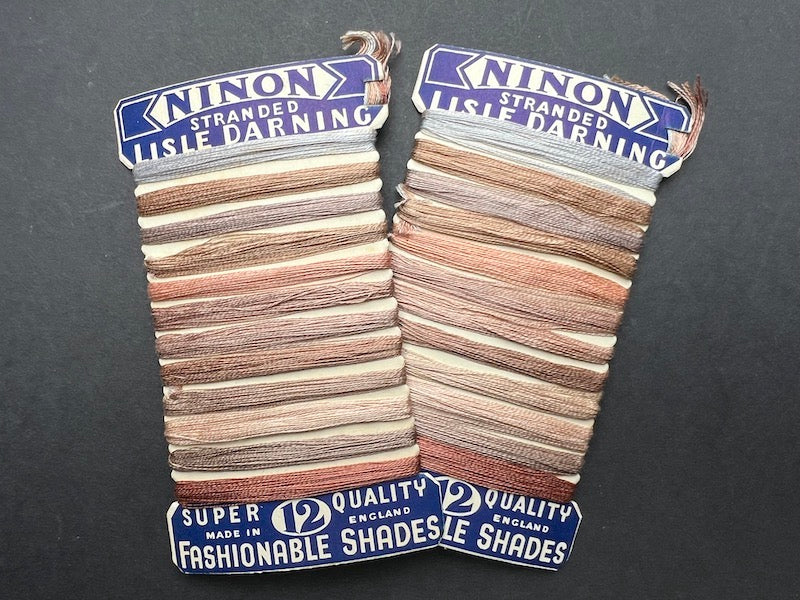 NINON
STRANDED
LISLE DARNING
SUPER 12 QUALITY
MADE IN ENGLAND
FASHIONABLE SHADES
NINON
STRANDED
LISLE DARNING
12 QUALITY
ENGLAND
LE SHADES